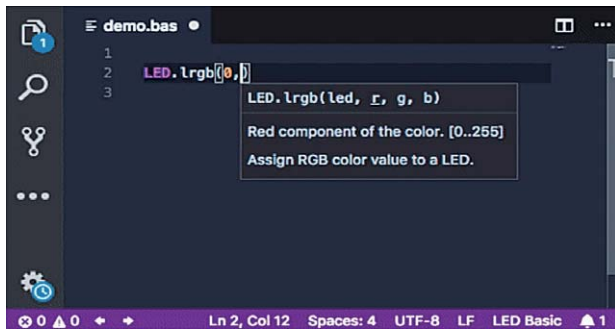 demo.bas
1
1
2 LED.lrgb(0,)
3
LED.lrgb(led, r, g, b)
Red component of the color. [0..255]
Assign RGB color value to a LED.
0 0 Ln 2, Col 12 Spaces: 4 UTF-8 LF LED Basic 1